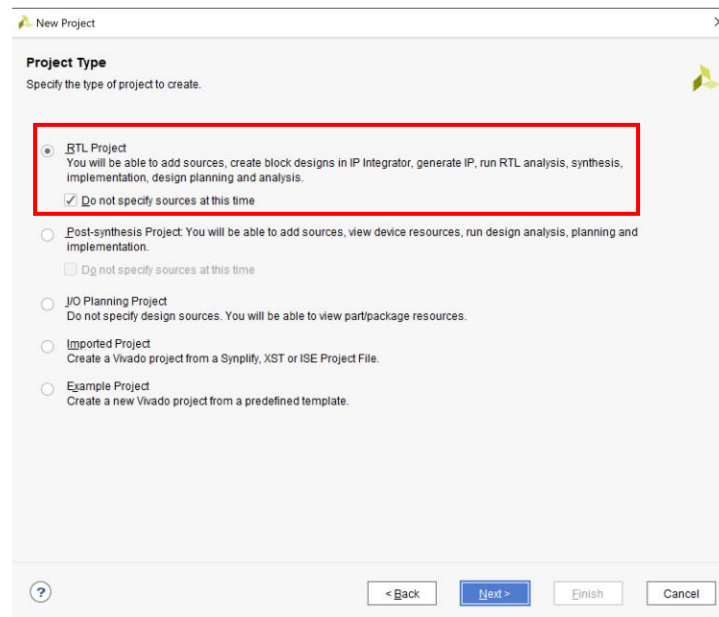 New Project
Project Type
Specify the type of project to create.
RTL Project
You will be able to add sources, create block designs in IP Integrator, generate IP, run RTL analysis, synthesis,
implementation, design planning and analysis.
Do not specify sources at this time
Post-synthesis Project: You will be able to add sources, view device resources, run design analysis, planning and
implementation.
Do not specify sources at this time
I/O Planning Project
Do not specify design sources. You will be able to view part/package resources.
Imported Project
Create a Vivado project from a Synplify, XST or ISE Project File.
Example Project
Create a new Vivado project from a predefined template.
? < Back Next > Finish Cancel